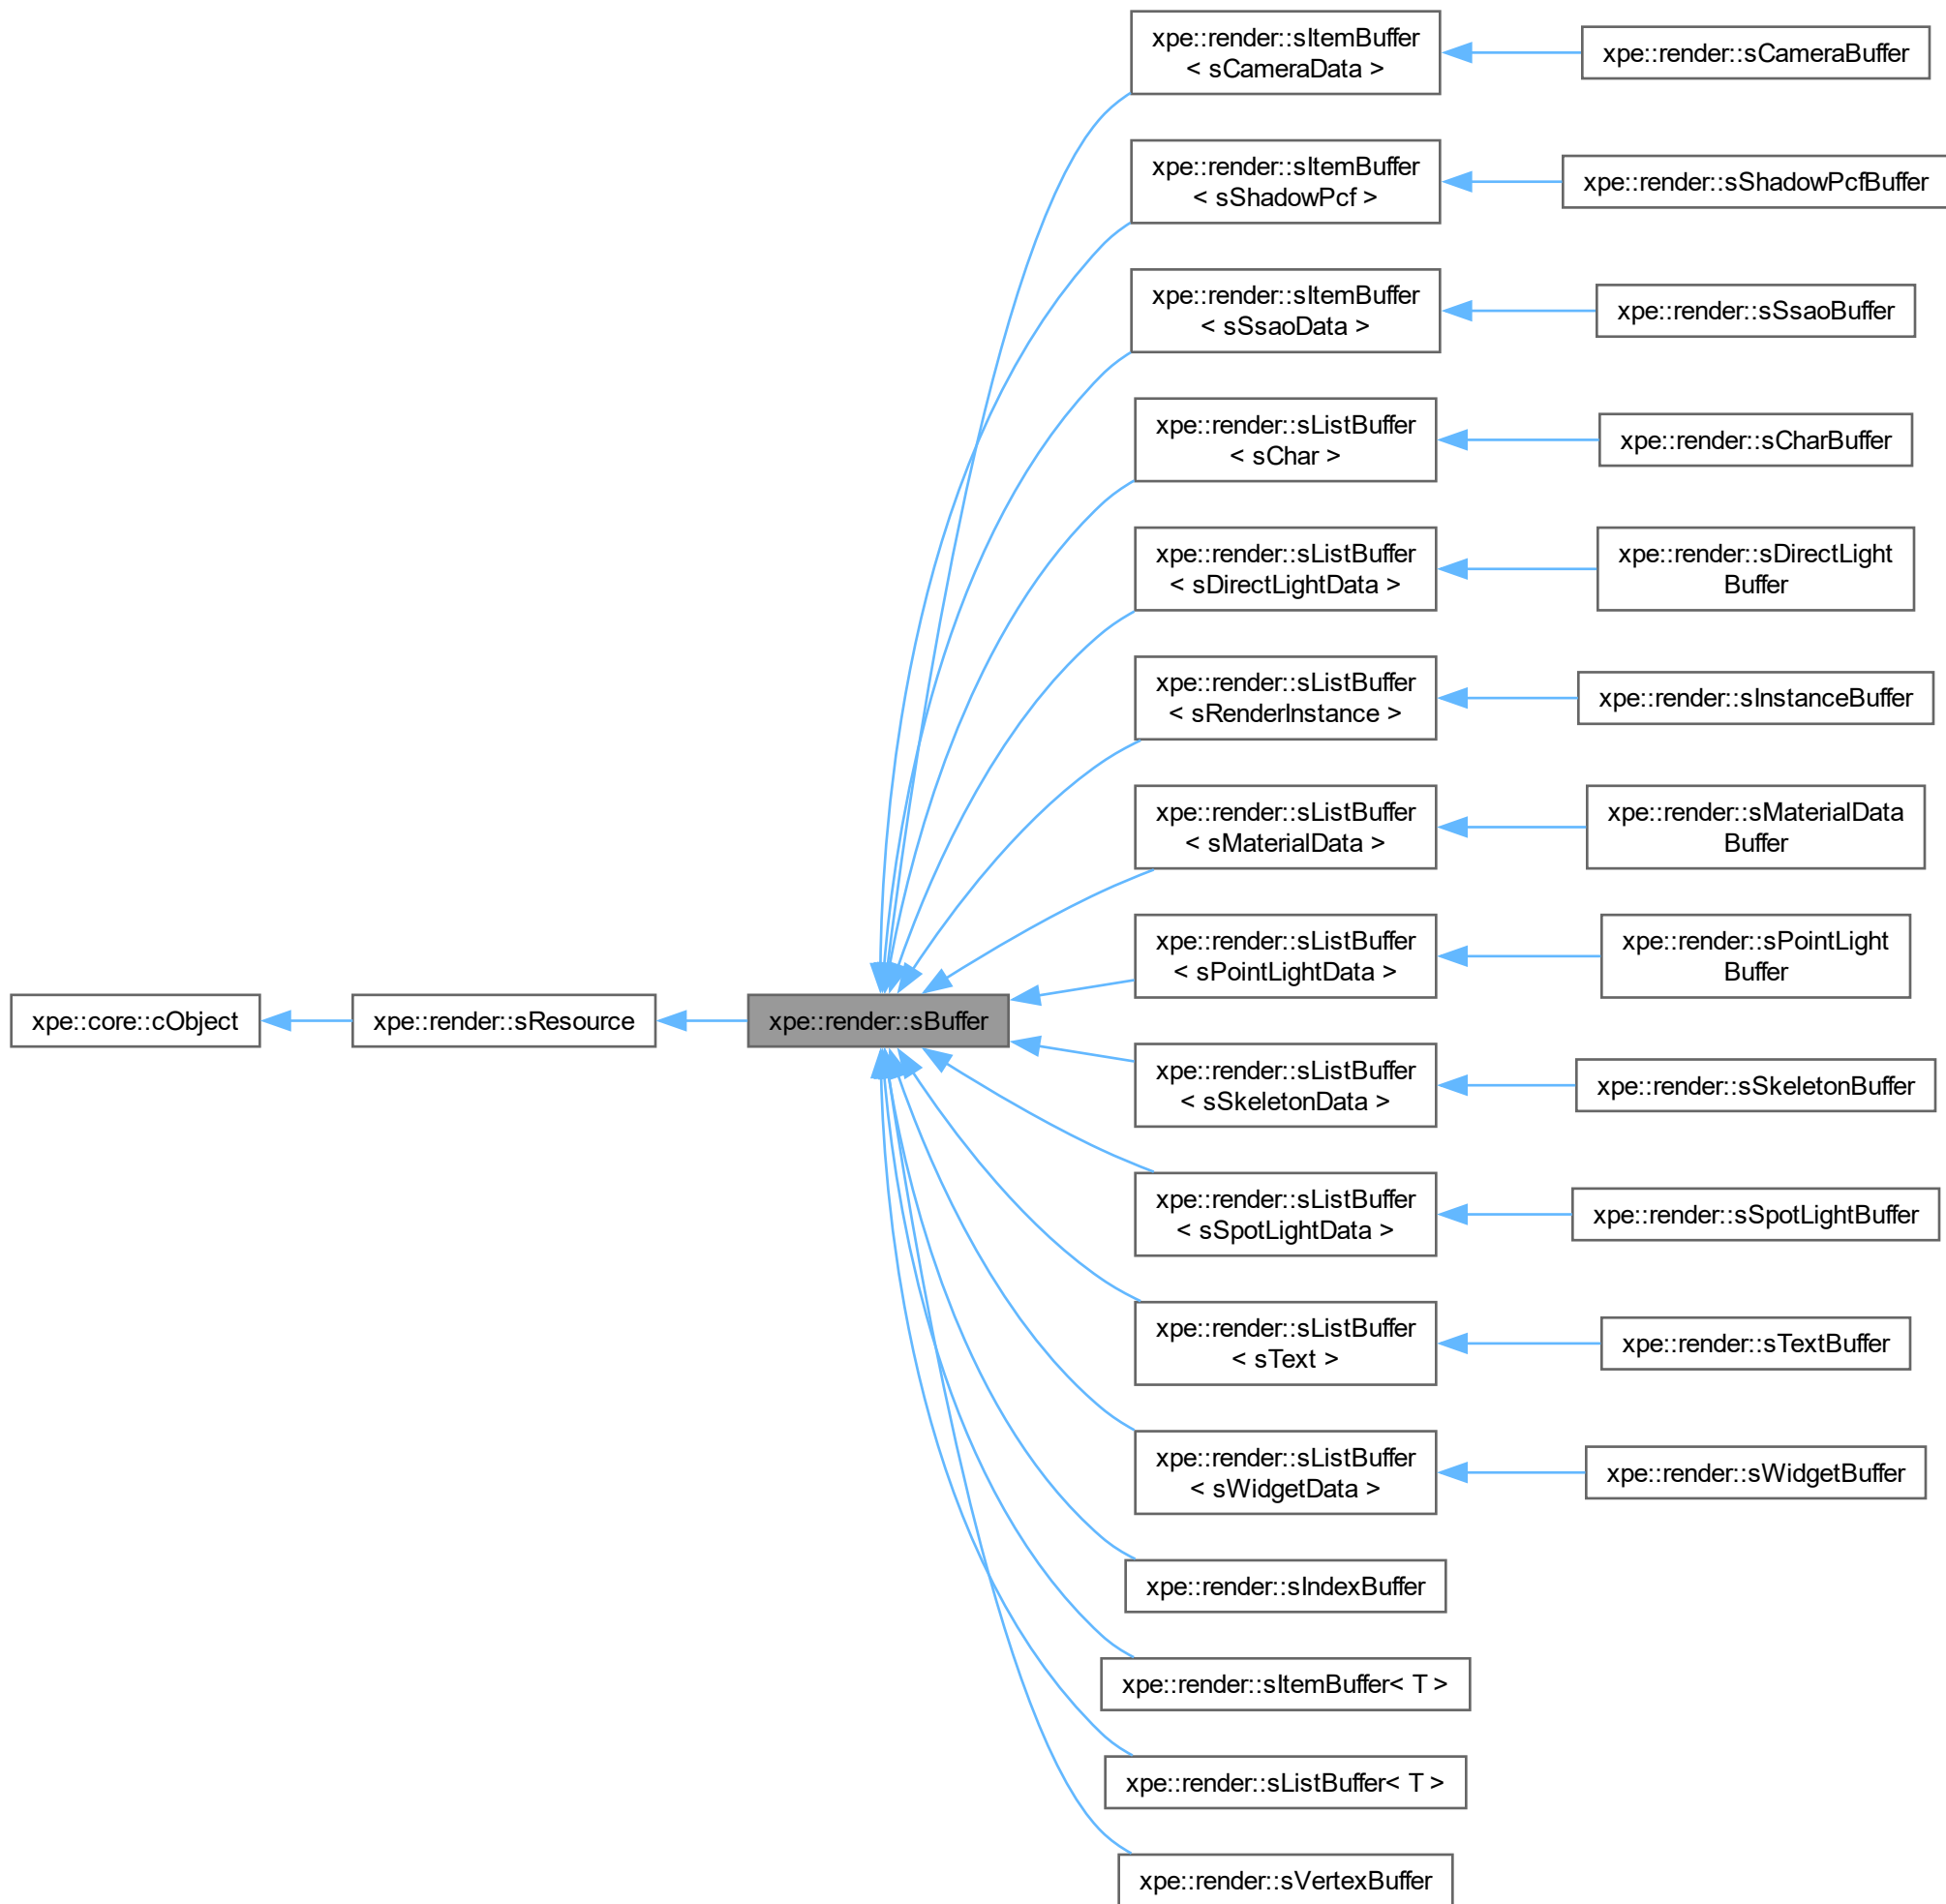 xpe::render::sItemBuffer
< sCameraData >
xpe::render::sCameraBuffer
xpe::render::sItemBuffer
< sShadowPcf >
xpe::render::sShadowPcfBuffer
xpe::render::sItemBuffer
< sSsaoData >
xpe::render::sSsaoBuffer
xpe::render::sListBuffer
< sChar >
xpe::render::sCharBuffer
xpe::render::sListBuffer
< sDirectLightData >
xpe::render::sDirectLight
Buffer
xpe::render::sListBuffer
< sRenderInstance >
xpe::render::sInstanceBuffer
xpe::render::sListBuffer
< sMaterialData >
xpe::render::sMaterialData
Buffer
xpe::render::sListBuffer
< sPointLightData >
xpe::render::sPointLight
Buffer
xpe::core::cObject
xpe::render::sResource
xpe::render::sBuffer
xpe::render::sListBuffer
< sSkeletonData >
xpe::render::sSkeletonBuffer
xpe::render::sListBuffer
< sSpotLightData >
xpe::render::sSpotLightBuffer
xpe::render::sListBuffer
< sText >
xpe::render::sTextBuffer
xpe::render::sListBuffer
< sWidgetData >
xpe::render::sWidgetBuffer
xpe::render::sIndexBuffer
xpe::render::sItemBuffer< T >
xpe::render::sListBuffer< T >
xpe::render::sVertexBuffer